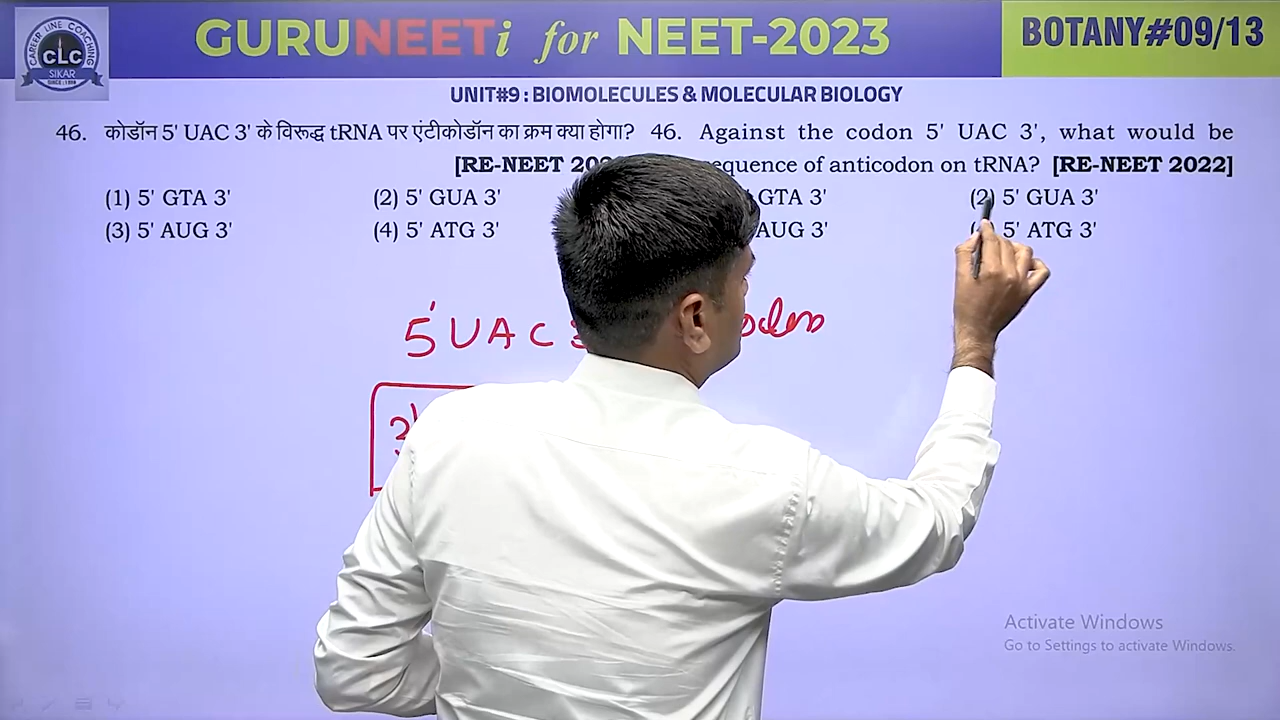 GURUNEETi for NEET-2023
BOTANY#09/13
CAREER LINE COACHING
CLC
SIKAR
SINCE : 1996
UNIT#9 : BIOMOLECULES & MOLECULAR BIOLOGY
46. कोडॉन 5' UAC 3' के विरूद्ध tRNA पर एंटीकोडॉन का क्रम क्या होगा?
[RE-NEET
(1) 5' GTA 3' (2) 5' GUA 3'
(3) 5' AUG 3' (4) 5' ATG 3'
46. Against the codon 5' UAC 3', what would be
sequence of anticodon on tRNA? [RE-NEET 2022]
GTA 3' (2) 5' GUA 3'
AUG 3' 5' ATG 3'
5' UAC
3'
Activate Windows
Go to Settings to activate Windows.